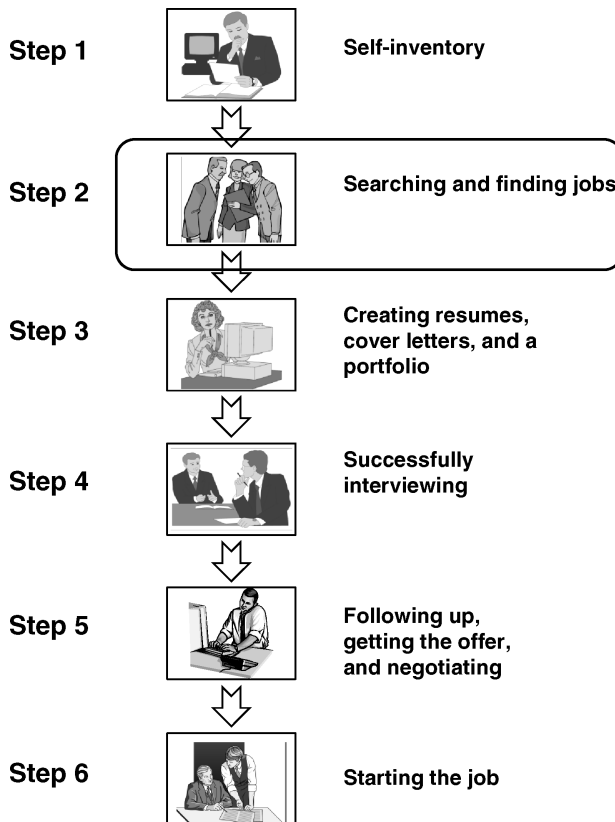 Step 1
Self-inventory
Step 2
Searching and finding jobs
Step 3
Creating resumes,
cover letters, and a
portfolio
Step 4
Successfully
interviewing
Step 5
Following up,
getting the offer,
and negotiating
Step 6
Starting the job